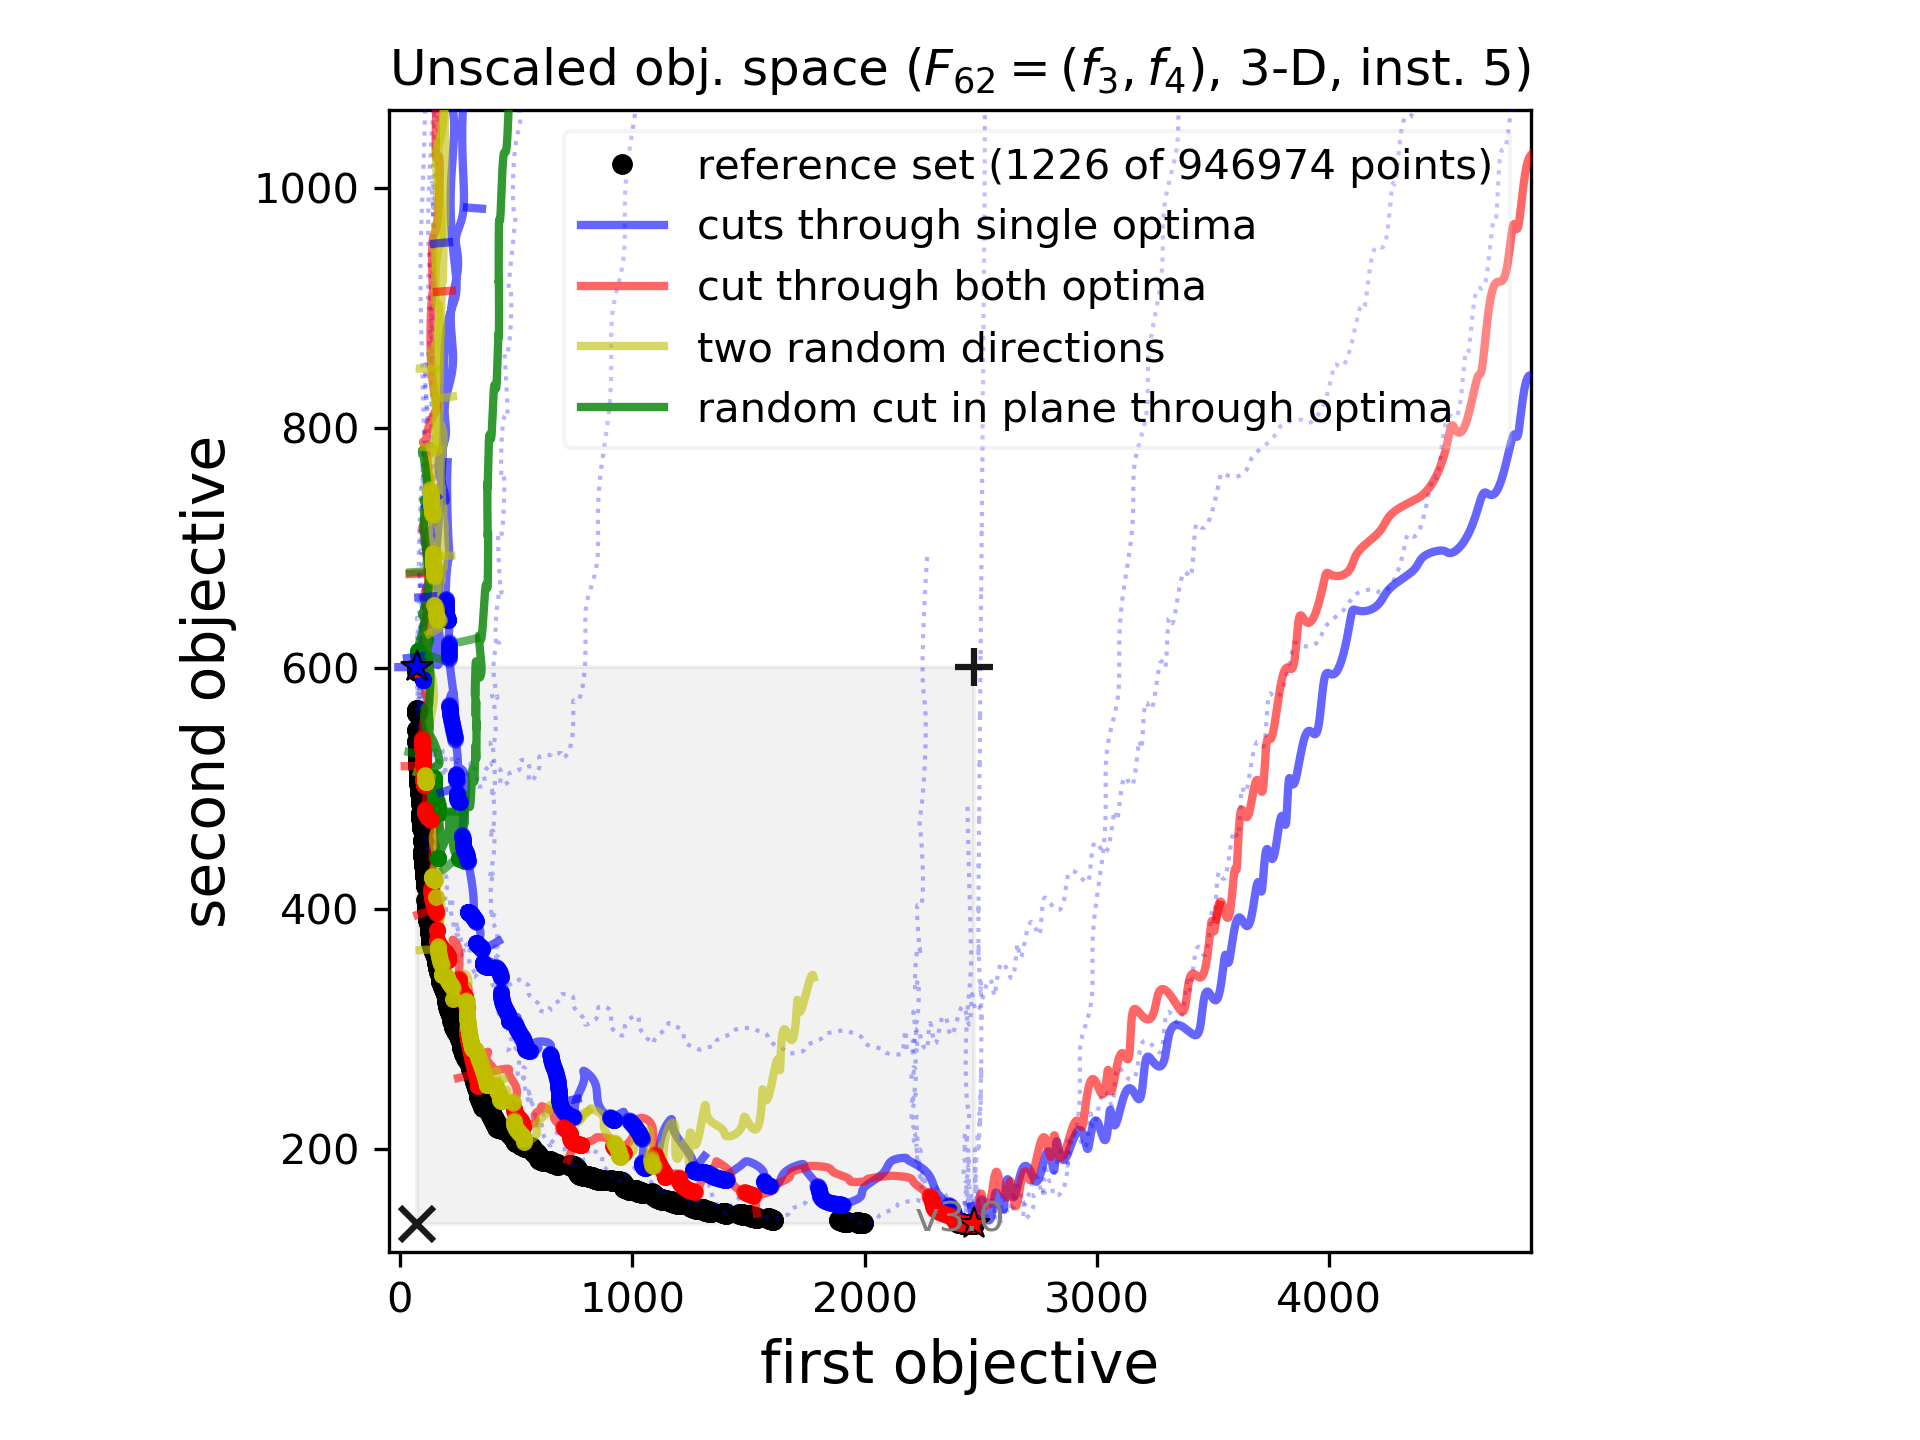 Unscaled obj. space (F62 = (f3, f4), 3-D, inst. 5)
reference set (1226 of 946974 points)
cuts through single optima
cut through both optima
two random directions
random cut in plane through optima
1000
800
600
400
200
second objective
v3.0
0 1000 2000 3000 4000
first objective